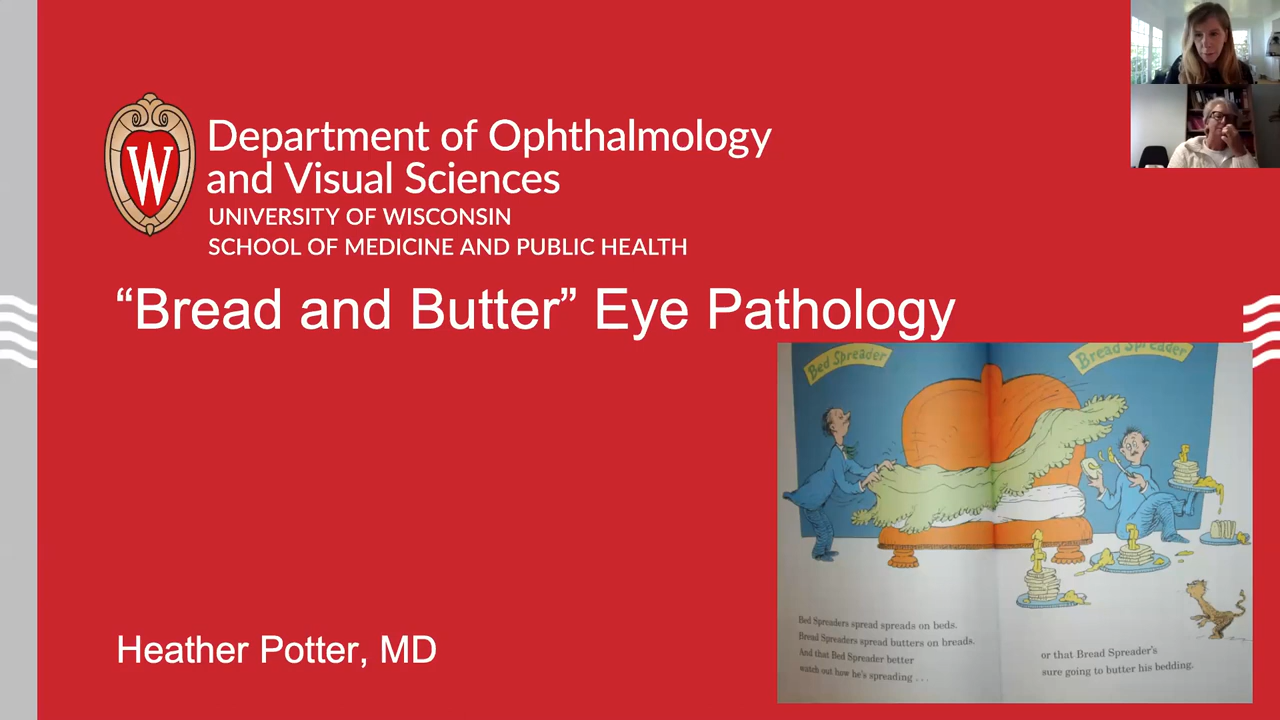 W
Department of Ophthalmology
and Visual Sciences
UNIVERSITY OF WISCONSIN
SCHOOL OF MEDICINE AND PUBLIC HEALTH
“Bread and Butter” Eye Pathology
Bed Spreader
Bread Spreader
Bed Spreaders spread spreads on beds.
Bread Spreaders spread butters on breads.
And that Bed Spreader better
watch out how he's spreading . . .
or that Bread Spreader's
sure going to butter his bedding.
Heather Potter, MD